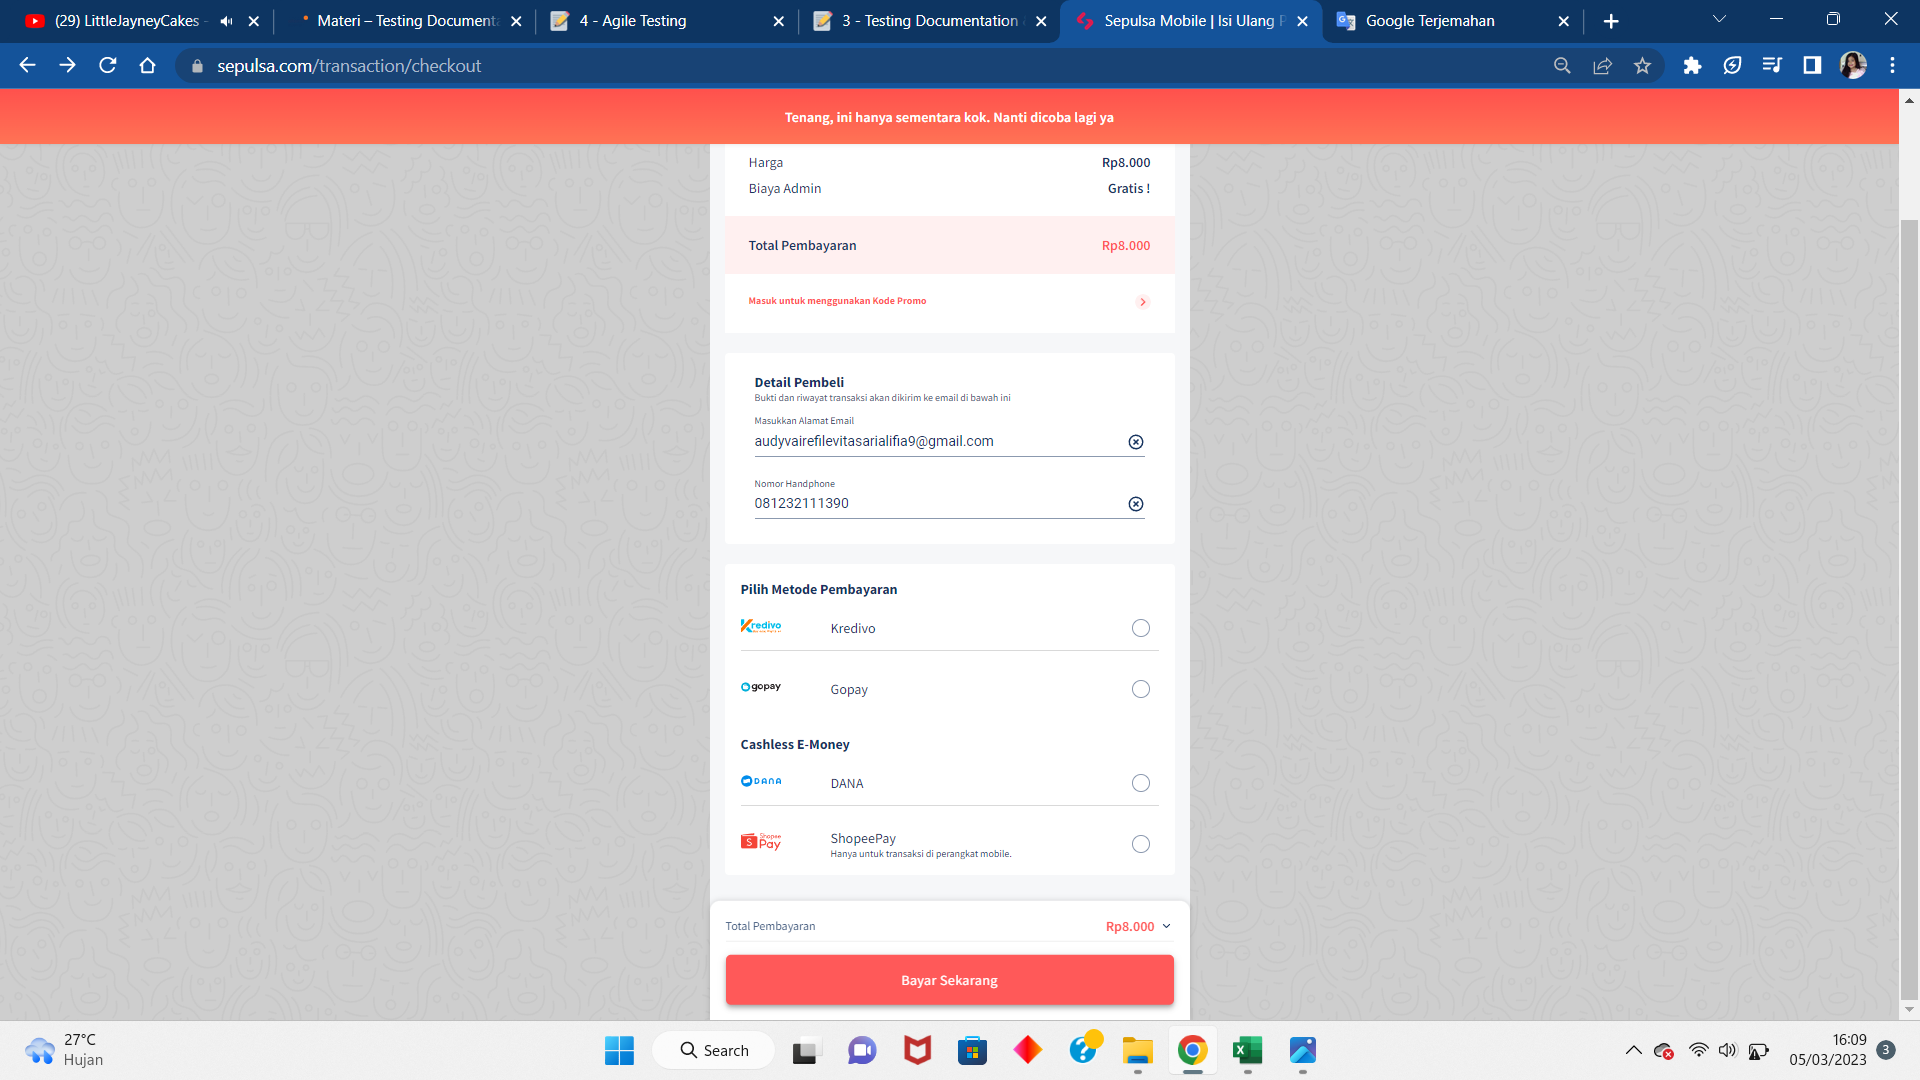 (29) LittleJayneyCakes -
Materi – Testing Documenta
4 - Agile Testing
3 - Testing Documentation
Sepulsa Mobile | Isi Ulang P
Google Terjemahan
sepulsa.com/transaction/checkout
Tenang, ini hanya sementara kok. Nanti dicoba lagi ya
Harga Rp8.000
Biaya Admin Gratis !
Total Pembayaran Rp8.000
Masuk untuk menggunakan Kode Promo
Detail Pembeli
Bukti dan riwayat transaksi akan dikirim ke email di bawah ini
Masukkan Alamat Email
audyvairefilevitasarialifia9@gmail.com
Nomor Handphone
081232111390
Pilih Metode Pembayaran
Kredivo Kredivo
gopay Gopay
Cashless E-Money
DANA DANA
Shopee Pay ShopeePay
Hanya untuk transaksi di perangkat mobile.
Total Pembayaran Rp8.000
Bayar Sekarang
27°C
Hujan
Search
16:09
05/03/2023
3